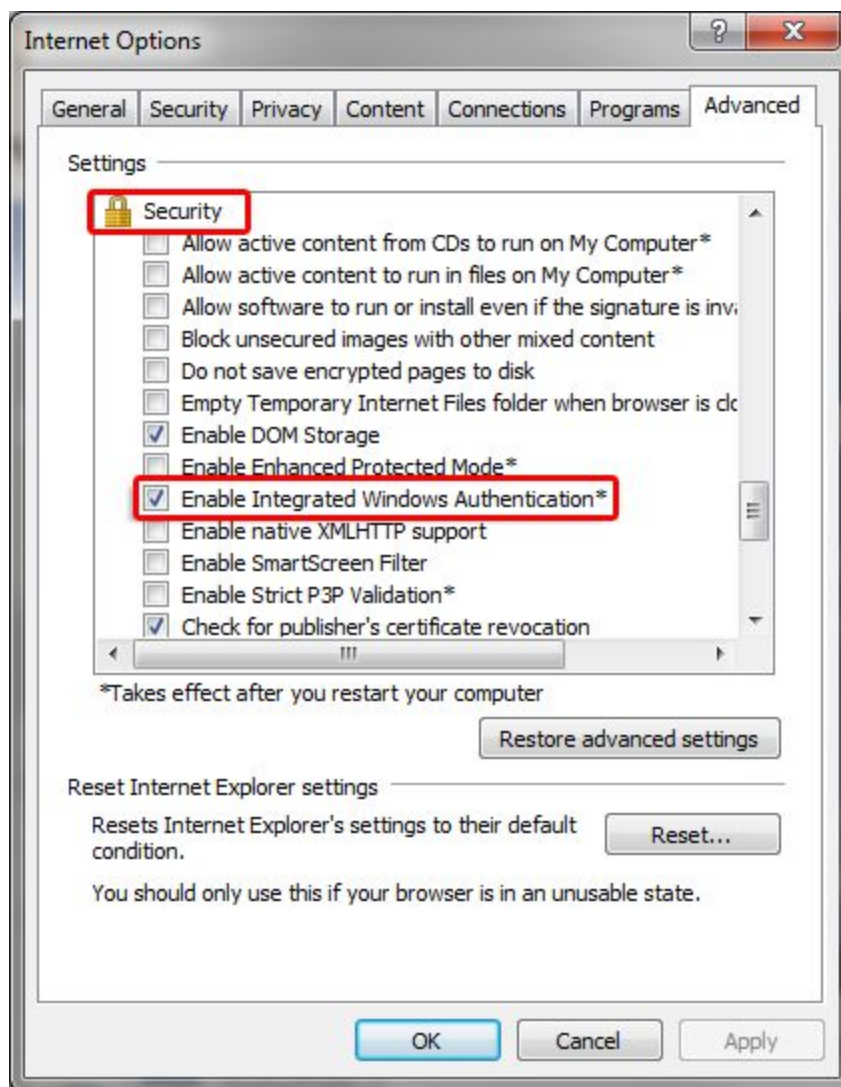 Internet Options
General Security Privacy Content Connections Programs Advanced
Settings
Security
Allow active content from CDs to run on My Computer*
Allow active content to run in files on My Computer*
Allow software to run or install even if the signature is
Block unsecured images with other mixed content
Do not save encrypted pages to disk
Empty Temporary Internet Files folder when browser is
Enable DOM Storage
Enable Enhanced Protected Mode*
Enable Integrated Windows Authentication*
Enable native XMLHTTP support
Enable SmartScreen Filter
Enable Strict P3P Validation*
Check for publisher's certificate revocation
*Takes effect after you restart your computer
Restore advanced settings
Reset Internet Explorer settings
Resets Internet Explorer's settings to their default
condition.
Reset...
You should only use this if your browser is in an unusable state.
OK Cancel Apply